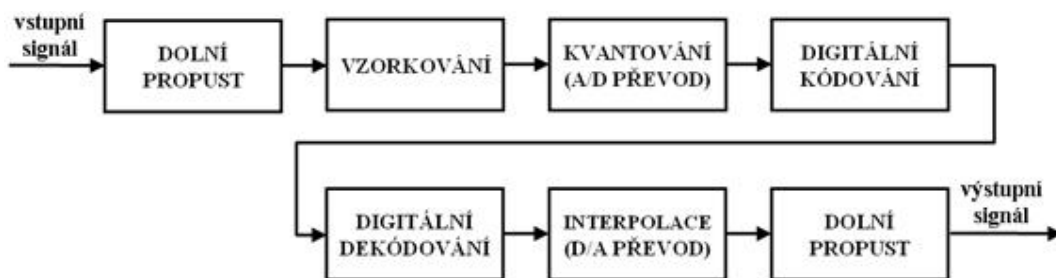 vstupní
signál
DOLNÍ
PROPUST
VZORKOVÁNÍ
KVANTOVÁNÍ
(A/D PŘEVOD)
DIGITÁLNÍ
KÓDOVÁNÍ
DIGITÁLNÍ
DEKÓDOVÁNÍ
INTERPOLACE
(D/A PŘEVOD)
DOLNÍ
PROPUST
výstupní
signál